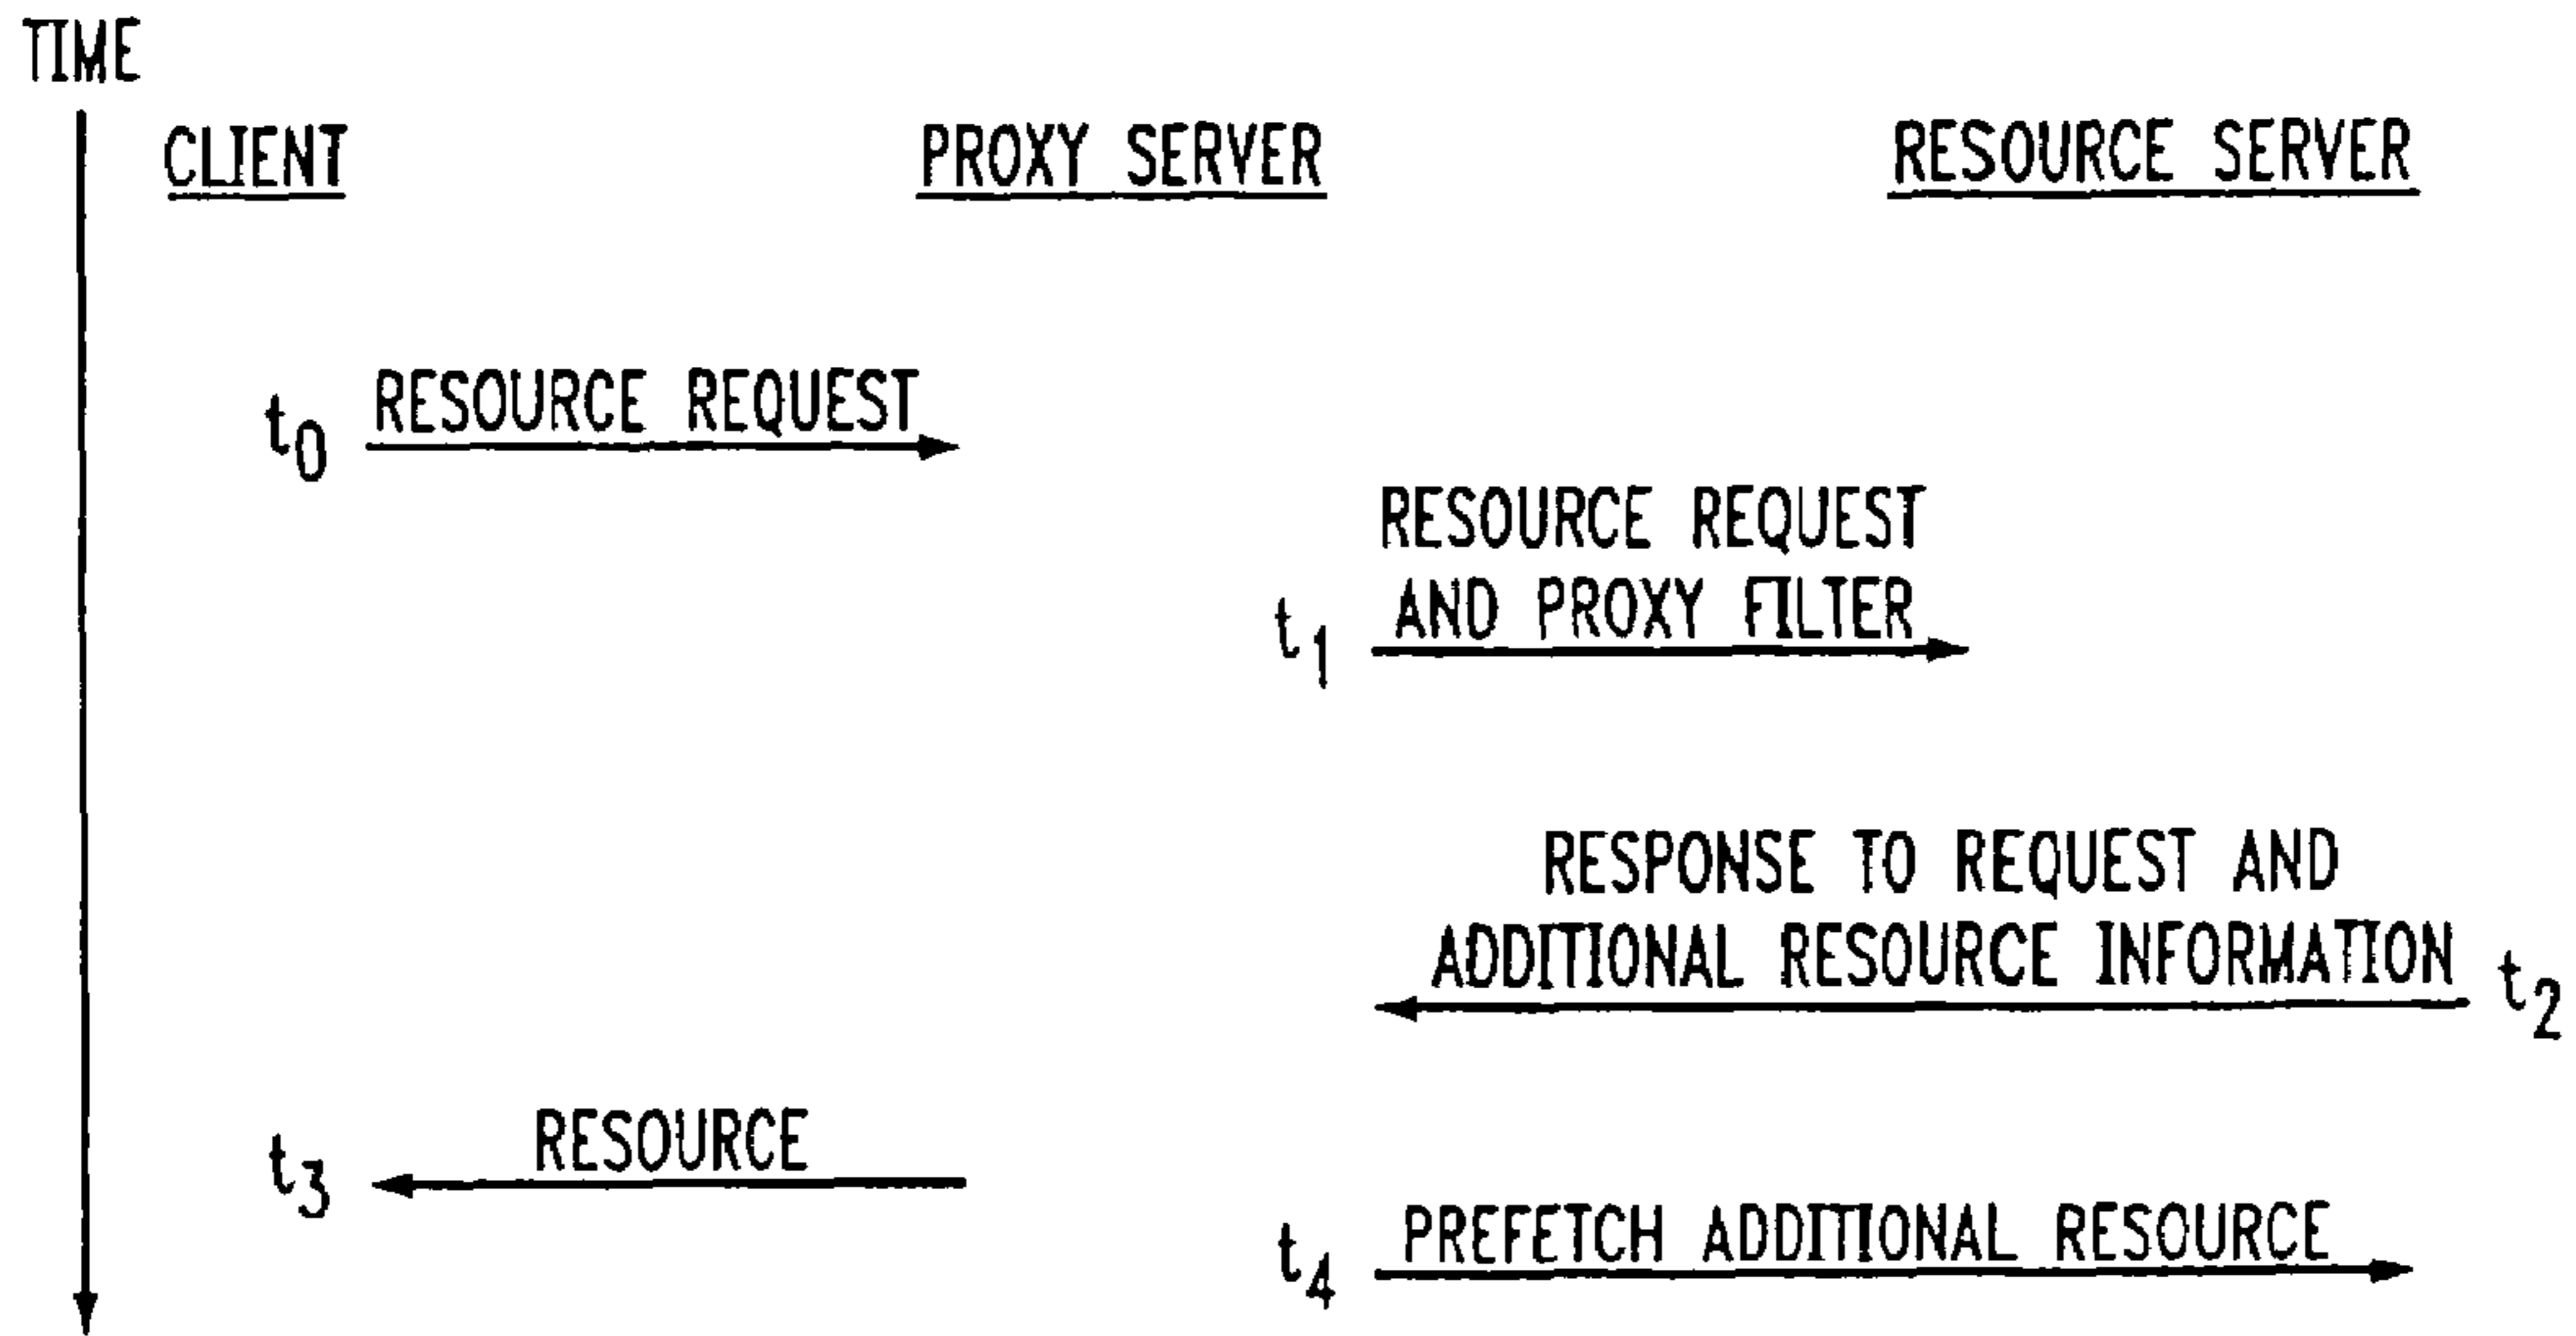 TIME
CLIENT PROXY SERVER RESOURCE SERVER
t0 RESOURCE REQUEST
RESOURCE REQUEST
t1 AND PROXY FILTER
RESPONSE TO REQUEST AND
ADDITIONAL RESOURCE INFORMATION t2
t3 RESOURCE
t4 PREFETCH ADDITIONAL RESOURCE